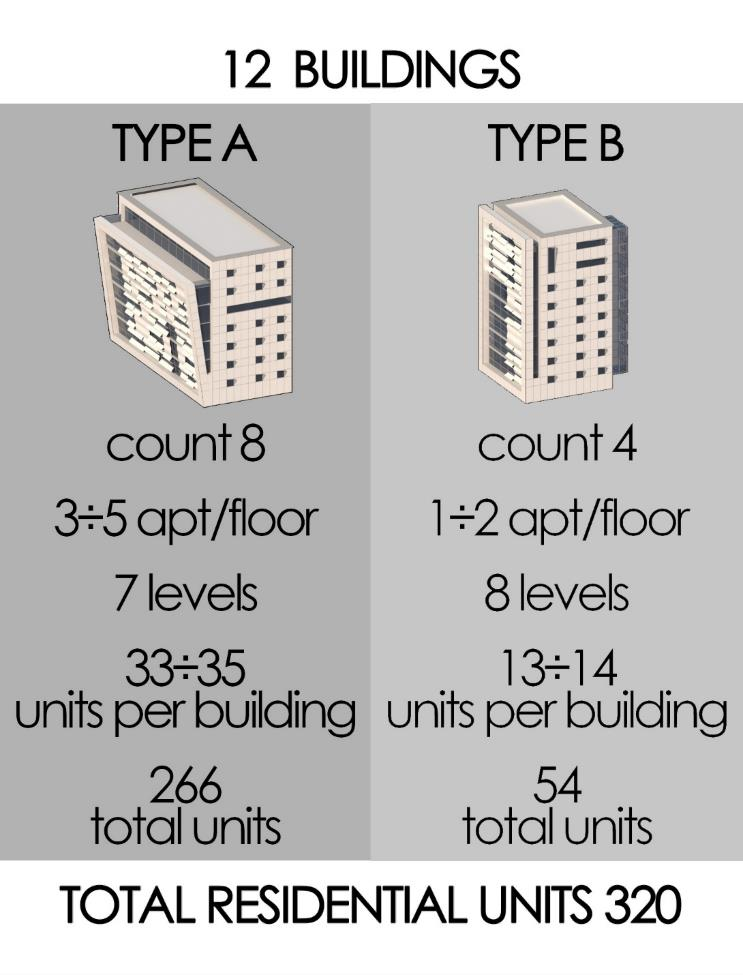 12 BUILDINGS
TYPE A
count 8
3÷5 apt/floor
7 levels
33÷35
units per building
266
total units
TYPE B
count 4
1÷2 apt/floor
8 levels
13÷14
units per building
54
total units
TOTAL RESIDENTIAL UNITS 320